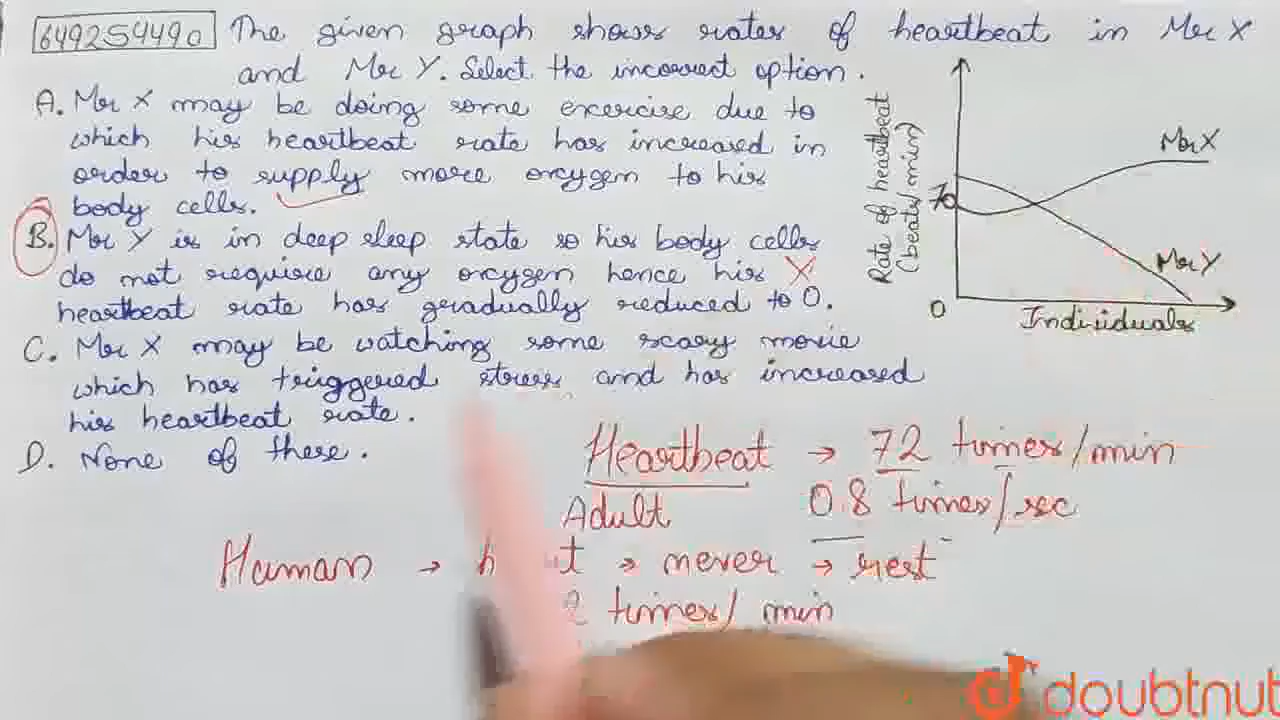 6492S4490 The given graph shows rates of heartbeat in Mr X
and Mr Y. Select the incorrect option.
A. Mr X may be doing some exercise due to
which his heartbeat rate has increased in
order to supply more oxygen to his
body cells.
B. Mr Y is in deep sleep state so his body cells
do not require any oxygen hence his X
heartbeat rate has gradually reduced to 0.
C. Mr X may be watching some scary movie
which has triggered stress and has increased
his heartbeat rate.
D. None of these.
Rate of heartbeat
(beats/min)
70
0
Mr X
Mr Y
Individuals
Heartbeat → 72 times/min
Adult 0.8 times/sec
Human → t → never → rest
2 times/min
doubtnut